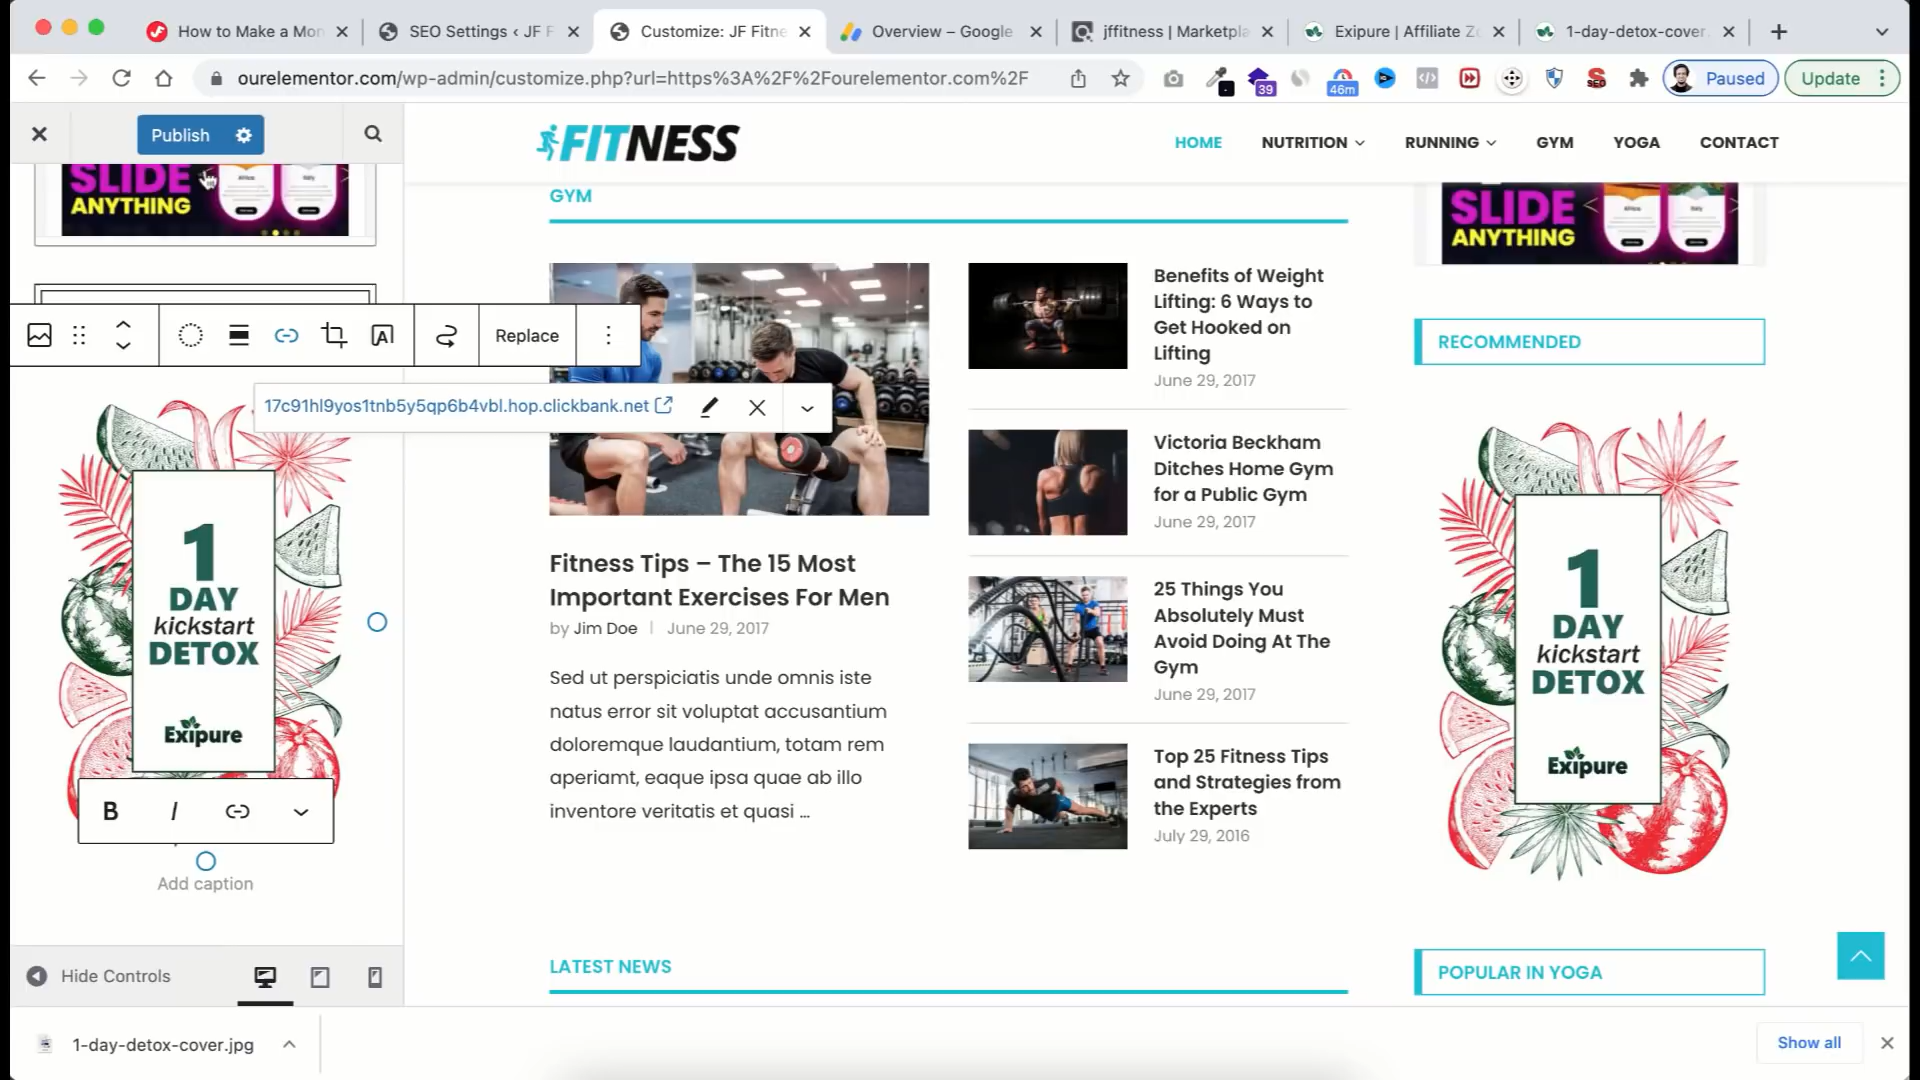 How to Make a Mon
SEO Settings ‹ JF F
Customize: JF Fitne
Overview – Google
jffitness | Marketpla
Exipure | Affiliate Z
1-day-detox-cover.
ourelementor.com/wp-admin/customize.php?url=https%3A%2F%2Fourelementor.com%2F
39
46m
SEO
Paused
Update
Publish
FITNESS
HOME
NUTRITION
RUNNING
GYM
YOGA
CONTACT
SLIDE
ANYTHING
Replace
17c91hl9yos1tnb5y5qp6b4vbl.hop.clickbank.net
1
DAY
kickstart
DETOX
Exipure
B I
Add caption
Hide Controls
GYM
Fitness Tips – The 15 Most
Important Exercises For Men
by Jim Doe | June 29, 2017
Sed ut perspiciatis unde omnis iste
natus error sit voluptat accusantium
doloremque laudantium, totam rem
aperiamt, eaque ipsa quae ab illo
inventore veritatis et quasi ...
Benefits of Weight
Lifting: 6 Ways to
Get Hooked on
Lifting
June 29, 2017
Victoria Beckham
Ditches Home Gym
for a Public Gym
June 29, 2017
25 Things You
Absolutely Must
Avoid Doing At The
Gym
June 29, 2017
Top 25 Fitness Tips
and Strategies from
the Experts
July 29, 2016
LATEST NEWS
SLIDE
ANYTHING
RECOMMENDED
1
DAY
kickstart
DETOX
Exipure
POPULAR IN YOGA
1-day-detox-cover.jpg
Show all